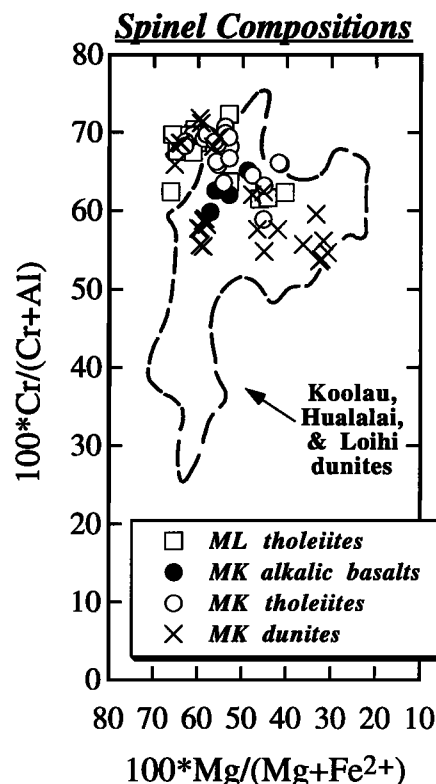 Spinel Compositions
100*Cr/(Cr+Al)
80
70
60
50
40
30
20
10
0
Koolau,
Hualalai,
& Loihi
dunites
ML tholeiites
MK alkalic basalts
MK tholeiites
MK dunites
80 70 60 50 40 30 20 10
100*Mg/(Mg+Fe2+)